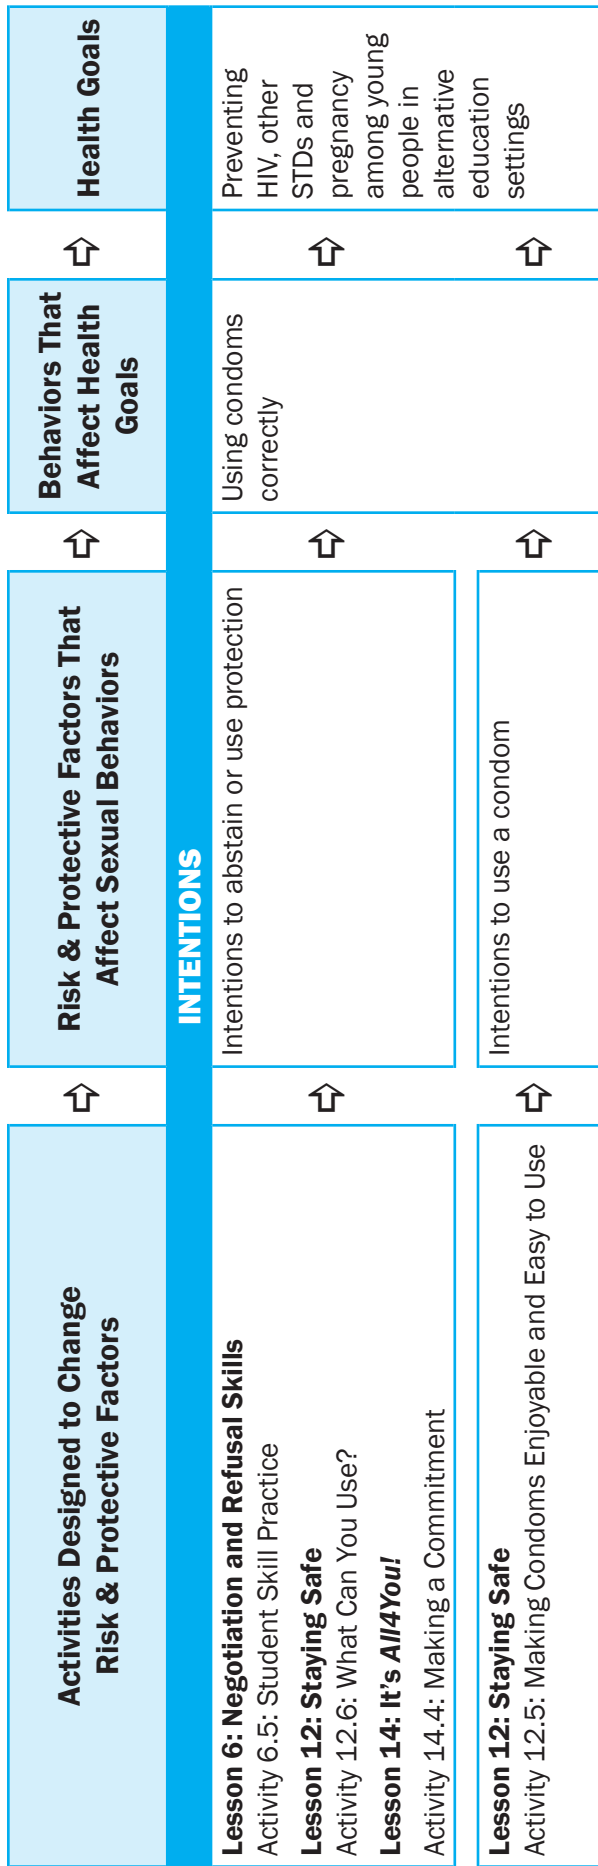 Activities Designed to Change
Risk & Protective Factors
Risk & Protective Factors That
Affect Sexual Behaviors
Behaviors That
Affect Health
Goals
Health Goals
INTENTIONS
Lesson 6: Negotiation and Refusal Skills
Activity 6.5: Student Skill Practice
Lesson 12: Staying Safe
Activity 12.6: What Can You Use?
Lesson 14: It's All4You!
Activity 14.4: Making a Commitment
Intentions to abstain or use protection
Using condoms
correctly
Preventing
HIV, other
STDs and
pregnancy
among young
people in
alternative
education
settings
Lesson 12: Staying Safe
Activity 12.5: Making Condoms Enjoyable and Easy to Use
Intentions to use a condom